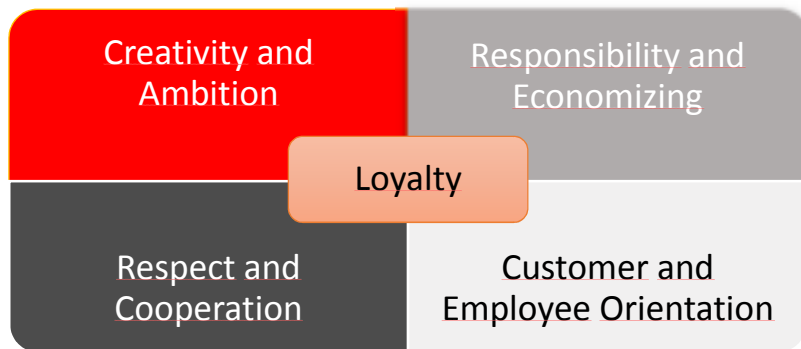 Creativity and
Ambition
Responsibility and
Economizing
Loyalty
Respect and
Cooperation
Customer and
Employee Orientation